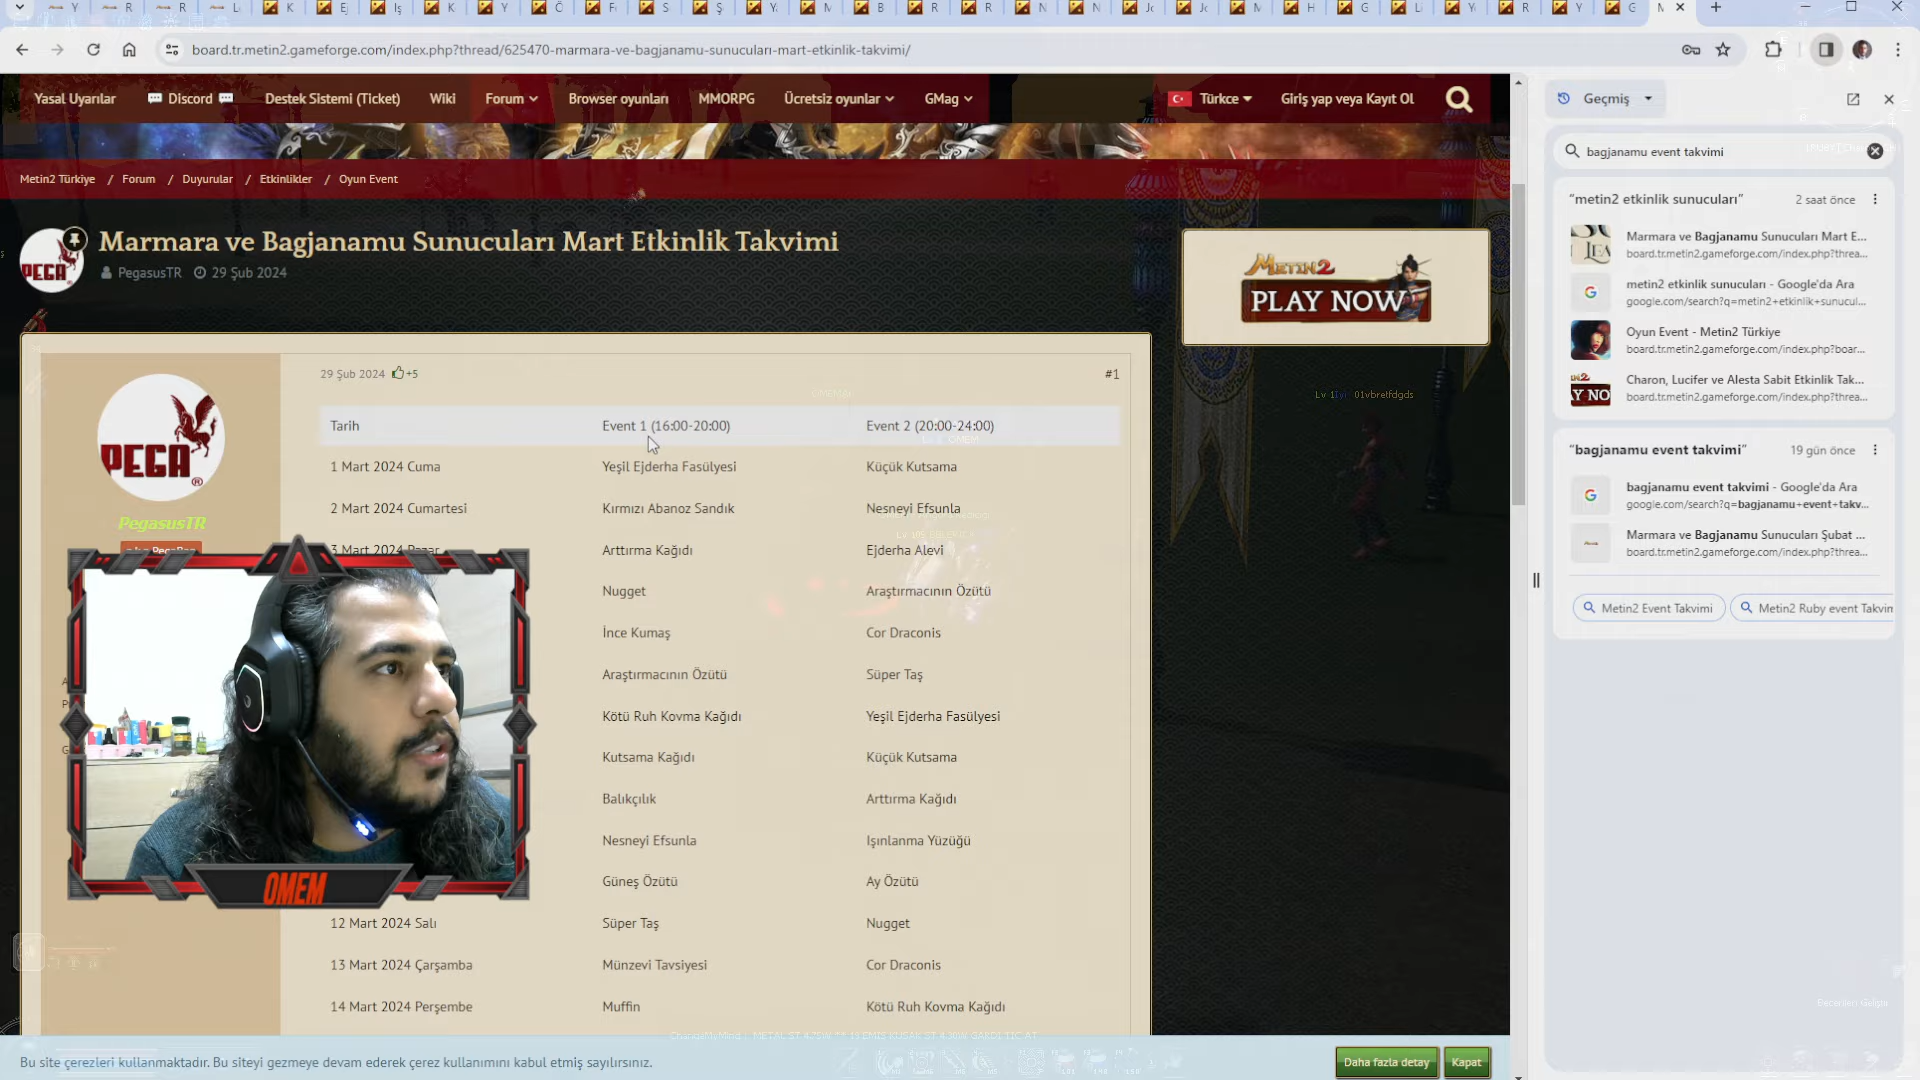 board.tr.metin2.gameforge.com/index.php?thread/625470-marmara-ve-bagjanamu-sunucuları-mart-etkinlik-takvimi/
Yasal Uyarılar
Discord
Destek Sistemi (Ticket)
Wiki
Forum
Browser oyunları
MMORPG
Ücretsiz oyunlar
GMag
Türkce
Giriş yap veya Kayıt Ol
Metin2 Türkiye / Forum / Duyurular / Etkinlikler / Oyun Event
Marmara ve Bagjanamu Sunucuları Mart Etkinlik Takvimi
PegasusTR 29 Şub 2024
METIN2
PLAY NOW
29 Şub 2024 +5
#1
PEGA
PegasusTR
Tarih Event 1 (16:00-20:00) Event 2 (20:00-24:00)
1 Mart 2024 Cuma Yeşil Ejderha Fasülyesi Küçük Kutsama
2 Mart 2024 Cumartesi Kırmızı Abanoz Sandık Nesneyi Efsunla
3 Mart 2024 Pazar Arttırma Kağıdı Ejderha Alevi
Nugget Araştırmacının Özütü
İnce Kumaş Cor Draconis
Araştırmacının Özütü Süper Taş
Kötü Ruh Kovma Kağıdı Yeşil Ejderha Fasülyesi
Kutsama Kağıdı Küçük Kutsama
Balıkçılık Arttırma Kağıdı
Nesneyi Efsunla Işınlanma Yüzüğü
Güneş Özütü Ay Özütü
12 Mart 2024 Salı Süper Taş Nugget
13 Mart 2024 Çarşamba Münzevi Tavsiyesi Cor Draconis
14 Mart 2024 Perşembe Muffin Kötü Ruh Kovma Kağıdı
OMEM
Bu site çerezleri kullanmaktadır. Bu siteyi gezmeye devam ederek çerez kullanımını kabul etmiş sayılırsınız.
Daha fazla detay
Kapat
Geçmiş
bagjanamu event takvimi
"metin2 etkinlik sunucuları" 2 saat önce
Marmara ve Bagjanamu Sunucuları Mart E...
board.tr.metin2.gameforge.com/index.php?threa...
metin2 etkinlik sunucuları - Google'da Ara
google.com/search?q=metin2+etkinlik+sunucul...
Oyun Event - Metin2 Türkiye
board.tr.metin2.gameforge.com/index.php?boar...
Charon, Lucifer ve Alesta Sabit Etkinlik Tak...
board.tr.metin2.gameforge.com/index.php?threa...
"bagjanamu event takvimi" 19 gün önce
bagjanamu event takvimi - Google'da Ara
google.com/search?q=bagjanamu+event+takv...
Marmara ve Bagjanamu Sunucuları Şubat ...
board.tr.metin2.gameforge.com/index.php?threa...
Metin2 Event Takvimi
Metin2 Ruby event Takvim